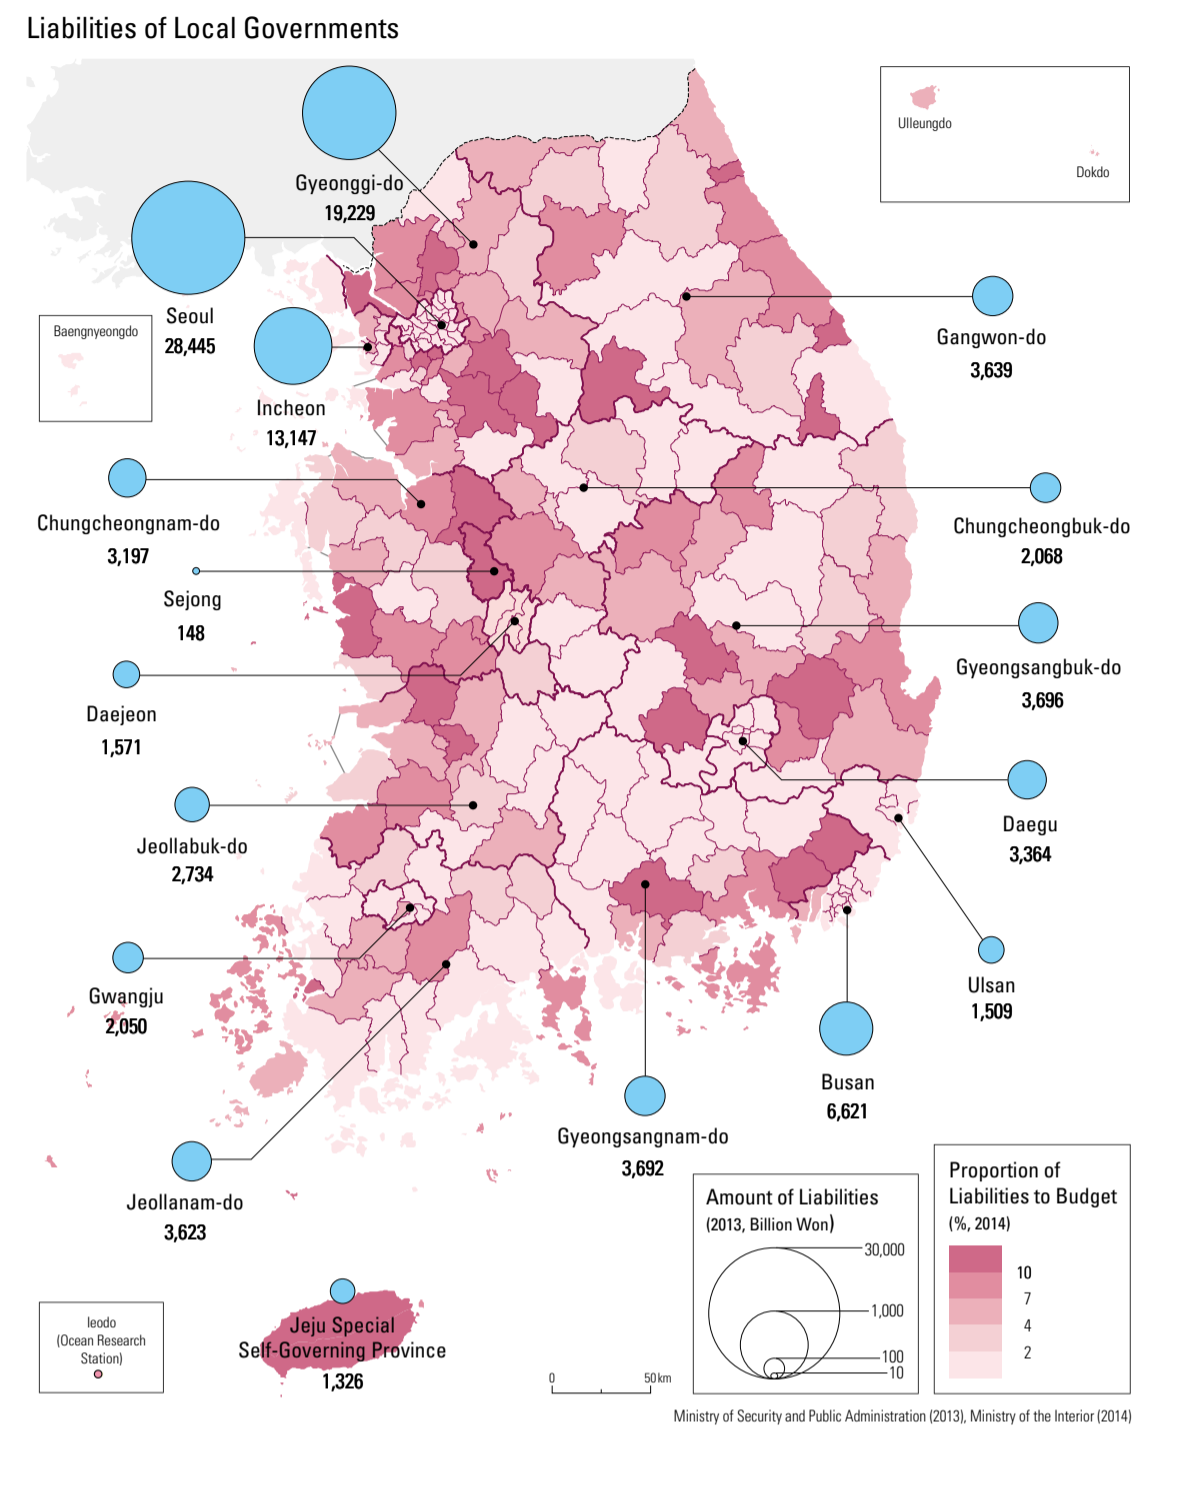 Liabilities of Local Governments
Ulleungdo
Dokdo
Gyeonggi-do
19,229
Seoul
28,445
Baengnyeongdo
Incheon
13,147
Gangwon-do
3,639
Chungcheongnam-do
3,197
Chungcheongbuk-do
2,068
Sejong
148
Gyeongsangbuk-do
3,696
Daejeon
1,571
Daegu
3,364
Jeollabuk-do
2,734
Gwangju
2,050
Ulsan
1,509
Busan
6,621
Gyeongsangnam-do
3,692
Jeollanam-do
3,623
Jeju Special
Self-Governing Province
1,326
Ieodo
(Ocean Research
Station)
0
50 km
Amount of Liabilities
(2013, Billion Won)
30,000
1,000
100
10
Proportion of
Liabilities to Budget
(%, 2014)
10
7
4
2
Ministry of Security and Public Administration (2013), Ministry of the Interior (2014)